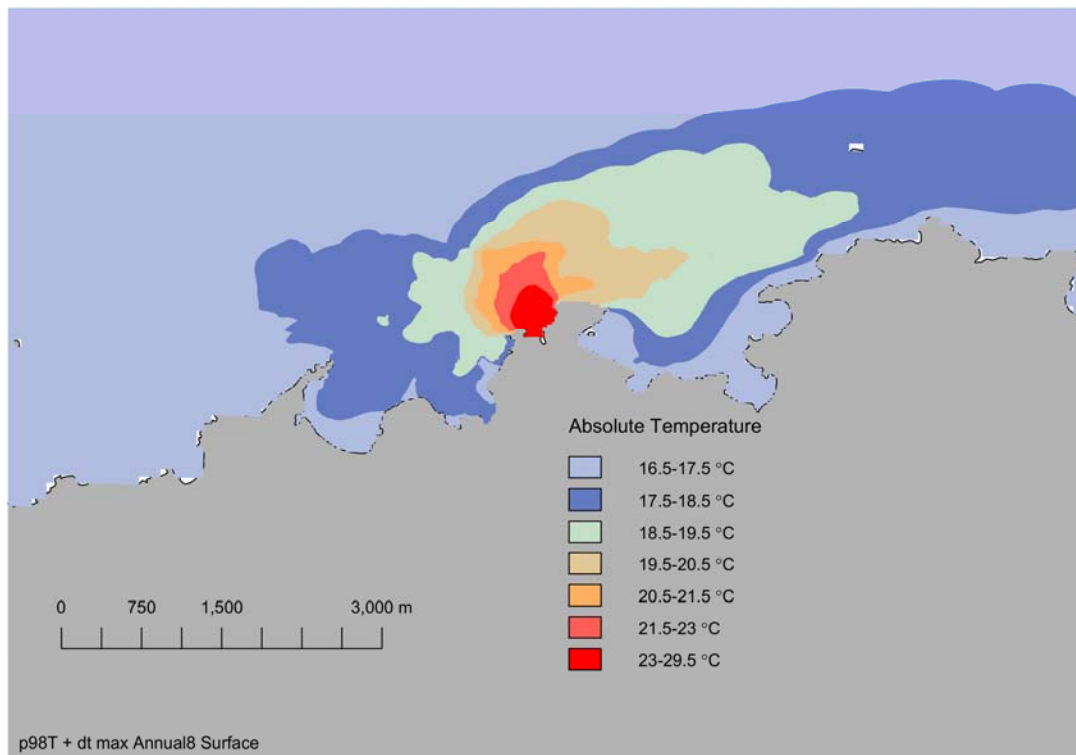 Absolute Temperature
16.5-17.5 °C
17.5-18.5 °C
18.5-19.5 °C
19.5-20.5 °C
20.5-21.5 °C
21.5-23 °C
23-29.5 °C
0 750 1,500 3,000 m
p98T + dt max Annual8 Surface